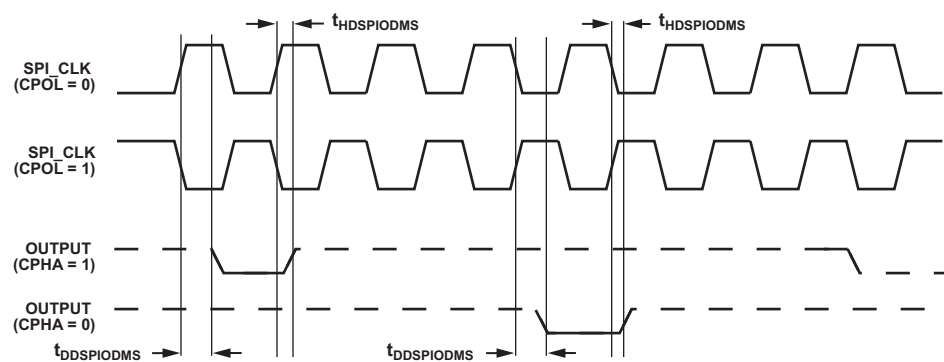 tHDSPIODMS
tHDSPIODMS
SPI_CLK
(CPOL = 0)
SPI_CLK
(CPOL = 1)
OUTPUT
(CPHA = 1)
OUTPUT
(CPHA = 0)
tDDSPIODMS
tDDSPIODMS